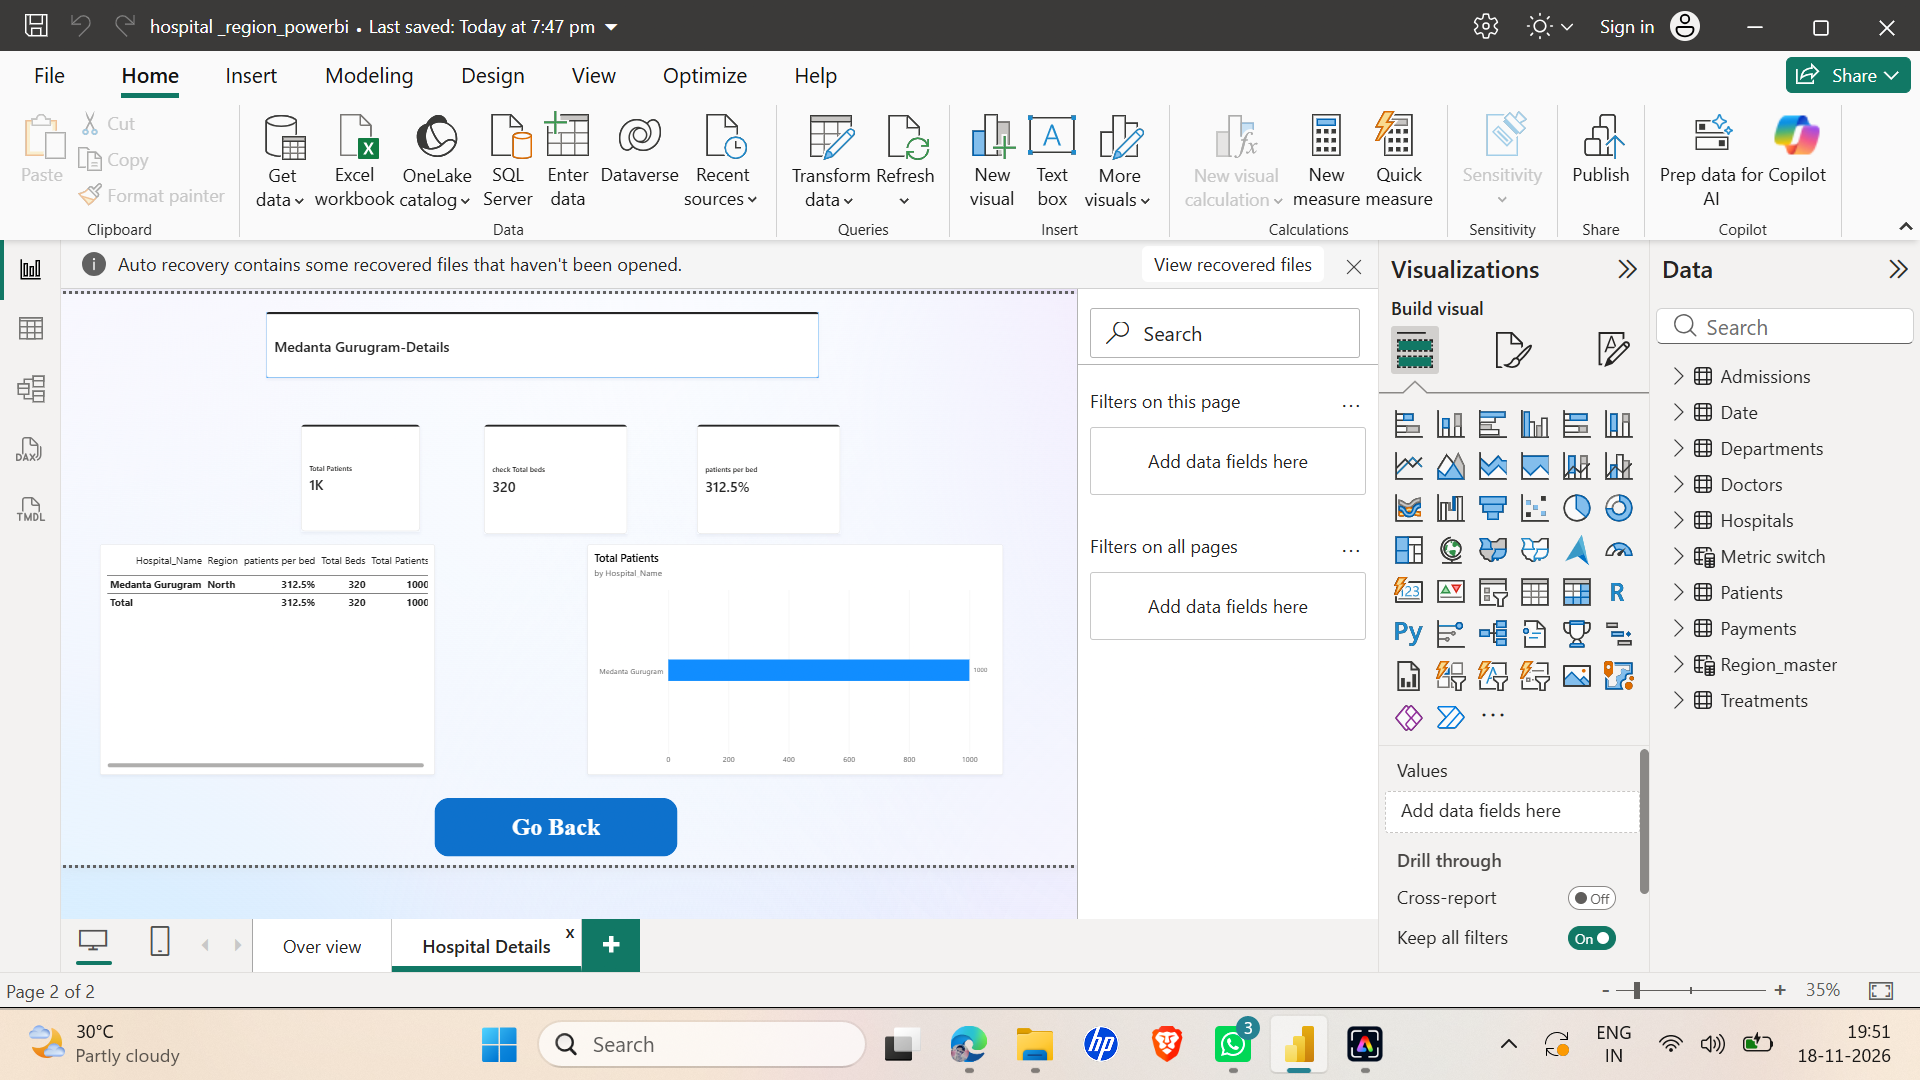 hospital _region_powerbi • Last saved: Today at 7:47 pm
Sign in
File Home Insert Modeling Design View Optimize Help
Share
Paste
Cut
Copy
Format painter
Clipboard
Get data
Excel workbook
OneLake catalog
SQL Server
Enter data
Dataverse
Recent sources
Data
Transform data
Refresh
Queries
New visual
Text box
More visuals
Insert
New visual calculation
New measure
Quick measure
Calculations
Sensitivity
Sensitivity
Publish
Share
Prep data for AI
Copilot
Copilot
Auto recovery contains some recovered files that haven't been opened.
View recovered files
DAX
TMDL
Medanta Gurugram-Details
Total Patients
1K
check Total beds
320
patients per bed
312.5%
Hospital_Name Region patients per bed Total Beds Total Patients
Medanta Gurugram North 312.5% 320 1000
Total 312.5% 320 1000
Total Patients
by Hospital_Name
Medanta Gurugram
1000
0 200 400 600 800 1000
Go Back
Search
Filters on this page
...
Add data fields here
Filters on all pages
...
Add data fields here
Visualizations
Build visual
123
R
Py
...
Values
Add data fields here
Drill through
Cross-report
Off
Keep all filters
On
Data
Search
Admissions
Date
Departments
Doctors
Hospitals
Metric switch
Patients
Payments
Region_master
Treatments
Over view
Hospital Details
x
+
Page 2 of 2
- + 35%
30°C
Partly cloudy
Search
hp
3
ENG
IN
19:51
18-11-2026